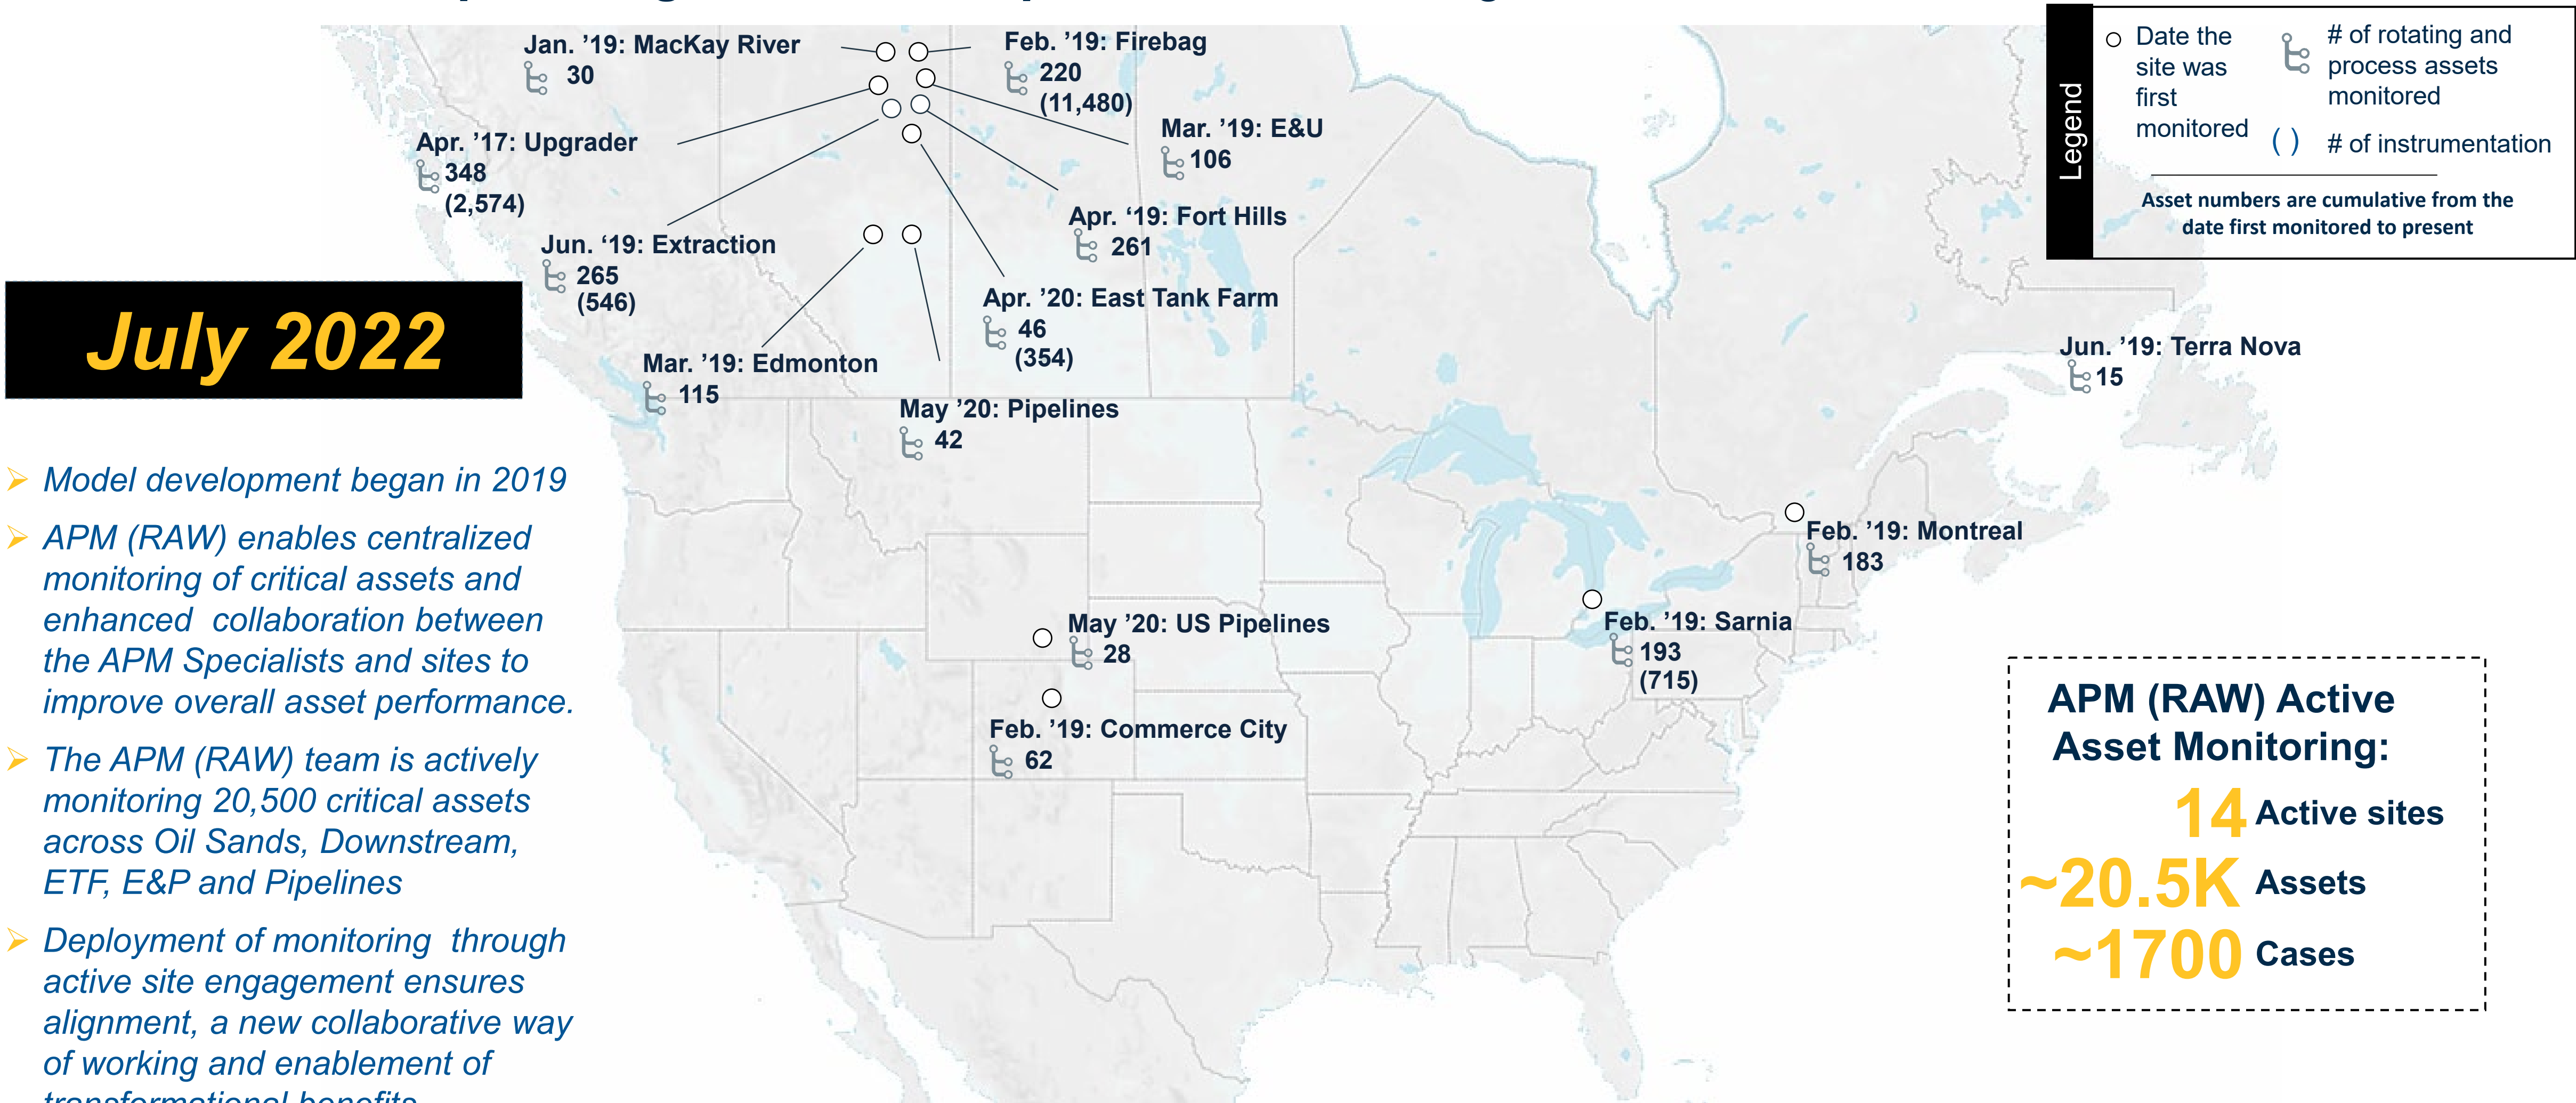 Jan. ’19: MacKay River
30
Feb. ’19: Firebag
220
(11,480)
Apr. ’17: Upgrader
348
(2,574)
Mar. ’19: E&U
106
Jun. ‘19: Extraction
265
(546)
Apr. ‘19: Fort Hills
261
Apr. ’20: East Tank Farm
46
(354)
Mar. ’19: Edmonton
115
May ’20: Pipelines
42
Jun. ’19: Terra Nova
15
Feb. ’19: Montreal
183
Feb. ’19: Sarnia
193
(715)
May ’20: US Pipelines
28
Feb. ’19: Commerce City
62
Legend
Date the
site was
first
monitored
# of rotating and
process assets
monitored
( )
# of instrumentation
Asset numbers are cumulative from the
date first monitored to present
July 2022
Model development began in 2019
APM (RAW) enables centralized
monitoring of critical assets and
enhanced collaboration between
the APM Specialists and sites to
improve overall asset performance.
The APM (RAW) team is actively
monitoring 20,500 critical assets
across Oil Sands, Downstream,
ETF, E&P and Pipelines
Deployment of monitoring through
active site engagement ensures
alignment, a new collaborative way
of working and enablement of
transformational benefits
APM (RAW) Active
Asset Monitoring:
14 Active sites
~20.5K Assets
~1700 Cases